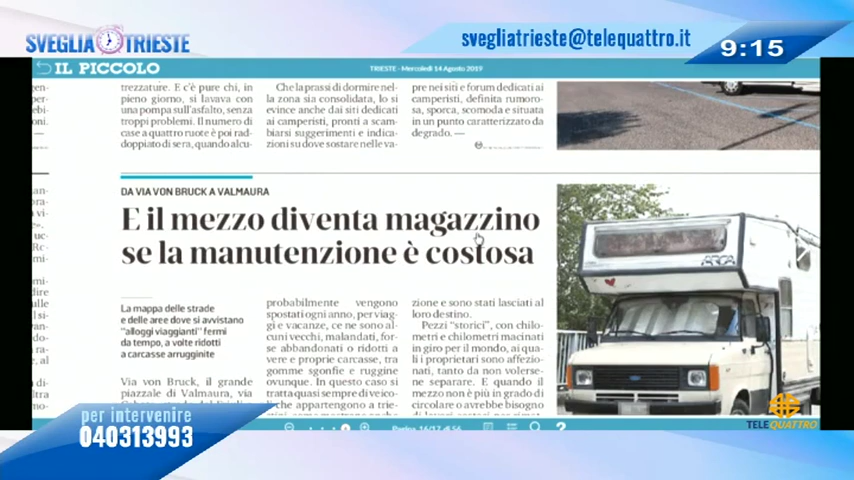 SVEGLIA TRIESTE
svegliatrieste@telequattro.it
9:15
IL PICCOLO
TRIESTE - Mercoledì 14 Agosto 2019
trezzature. E c'è pure chi, in
pieno giorno, si lavava con
una pompa sull'asfalto, senza
troppi problemi. Il numero di
case a quattro ruote è poi rad-
doppiato di sera, quando alcu-
Che la prassi di dormire nel-
la zona sia consolidata, lo si
evince anche dai siti dedicati
ai camperisti, pronti a scam-
biarsi suggerimenti e indica-
zioni su dove sostare nelle va-
pre nei siti e forum dedicati ai
camperisti, definita rumoro-
sa, sporca, scomoda e situata
in un punto caratterizzato da
degrado. —
DA VIA VON BRUCK A VALMAURA
E il mezzo diventa magazzino
se la manutenzione è costosa
La mappa delle strade
e delle aree dove si avvistano
"alloggi viaggianti" fermi
da tempo, a volte ridotti
a carcasse arrugginite
Via von Bruck, il grande
piazzale di Valmaura, via
probabilmente vengono
spostati ogni anno, per viag-
gi e vacanze, ce ne sono al-
cuni vecchi, malandati, for-
se abbandonati o ridotti a
vere e proprie carcasse, tra
gomme sgonfie e ruggine
ovunque. In questo caso si
tratta quasi sempre di veico-
li che appartengono a trie-
zione e sono stati lasciati al
loro destino.
Pezzi "storici", con chilo-
metri e chilometri macinati
in giro per il mondo, ai qua-
li i proprietari sono affezio-
nati, tanto da non volerse-
ne separare. E quando il
mezzo non è più in grado di
circolare o avrebbe bisogno
ARCA
Ford
per intervenire
040313993
Pagina 16/17 di 56
TELEQUATTRO